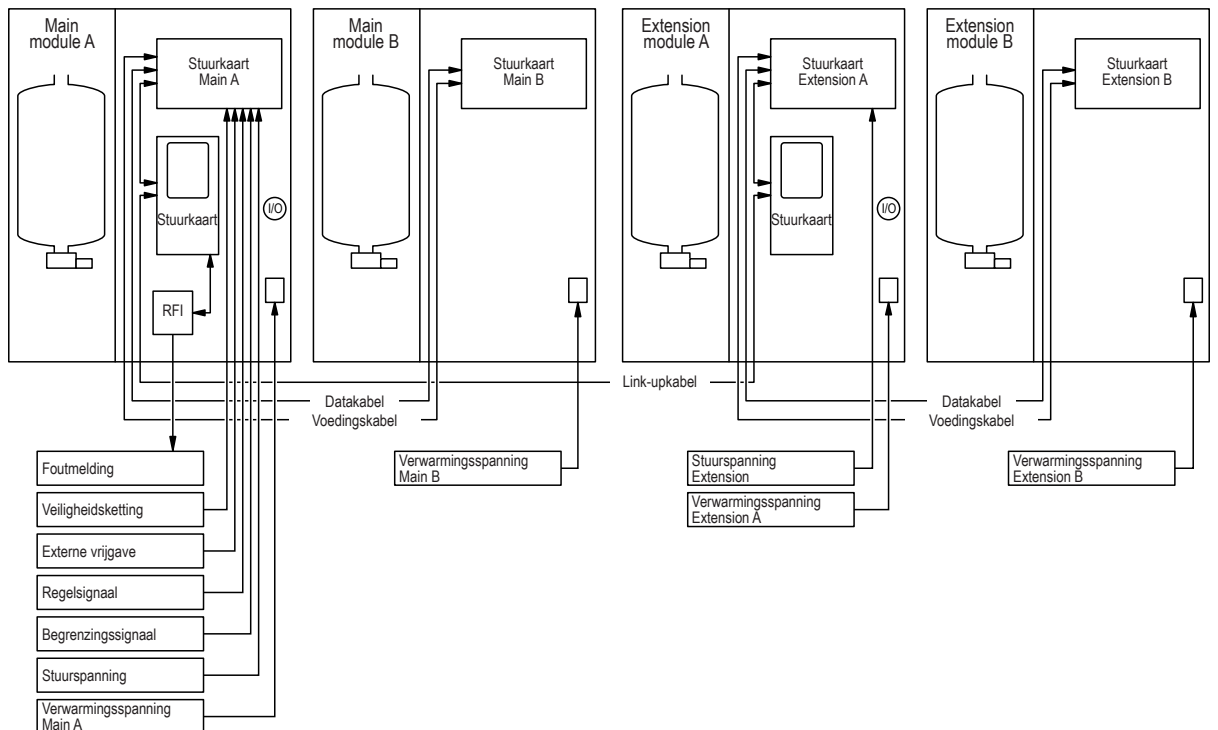 Main
module A
Stuurkaart
Main A
Stuurkaart
I/O
RFI
Main
module B
Stuurkaart
Main B
Extension
module A
Stuurkaart
Extension A
Stuurkaart
I/O
Extension
module B
Stuurkaart
Extension B
Link-upkabel
Datakabel
Voedingskabel
Datakabel
Voedingskabel
Foutmelding
Veiligheidsketting
Externe vrijgave
Regelsignaal
Begrenzingssignaal
Stuurspanning
Verwarmingsspanning
Main A
Verwarmingsspanning
Main B
Stuurspanning
Extension
Verwarmingsspanning
Extension A
Verwarmingsspanning
Extension B